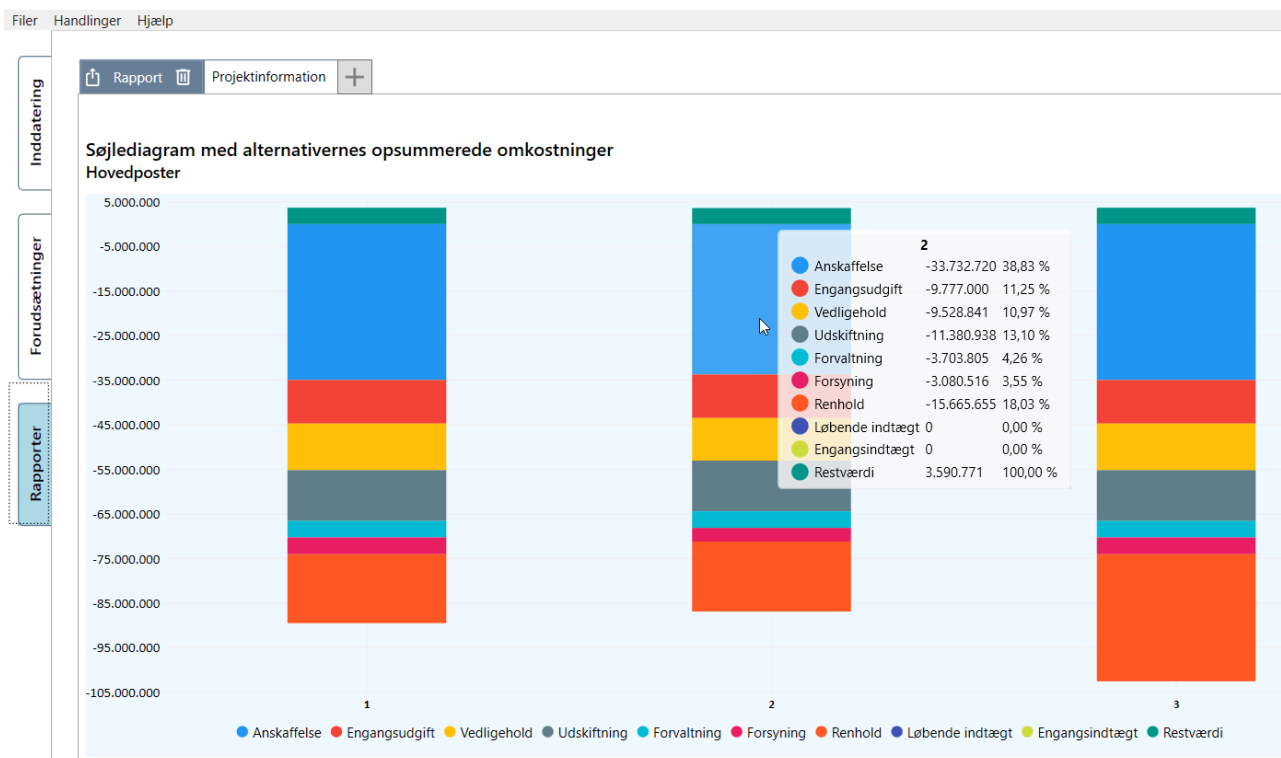 Filer Handlinger Hjælp
Inddatering
Forudsætninger
Rapporter
Rapport Projektinformation
Søjlediagram med alternativernes opsummerede omkostninger
Hovedposter
5.000.000
-5.000.000
-15.000.000
-25.000.000
-35.000.000
-45.000.000
-55.000.000
-65.000.000
-75.000.000
-85.000.000
-95.000.000
-105.000.000
2
Anskaffelse -33.732.720 38,83 %
Engangsudgift -9.777.000 11,25 %
Vedligehold -9.528.841 10,97 %
Udskiftning -11.380.938 13,10 %
Forvaltning -3.703.805 4,26 %
Forsyning -3.080.516 3,55 %
Renhold -15.665.655 18,03 %
Løbende indtægt 0 0,00 %
Engangsindtægt 0 0,00 %
Restværdi 3.590.771 100,00 %
1 2 3
Anskaffelse Engangsudgift Vedligehold Udskiftning Forvaltning Forsyning Renhold Løbende indtægt Engangsindtægt Restværdi